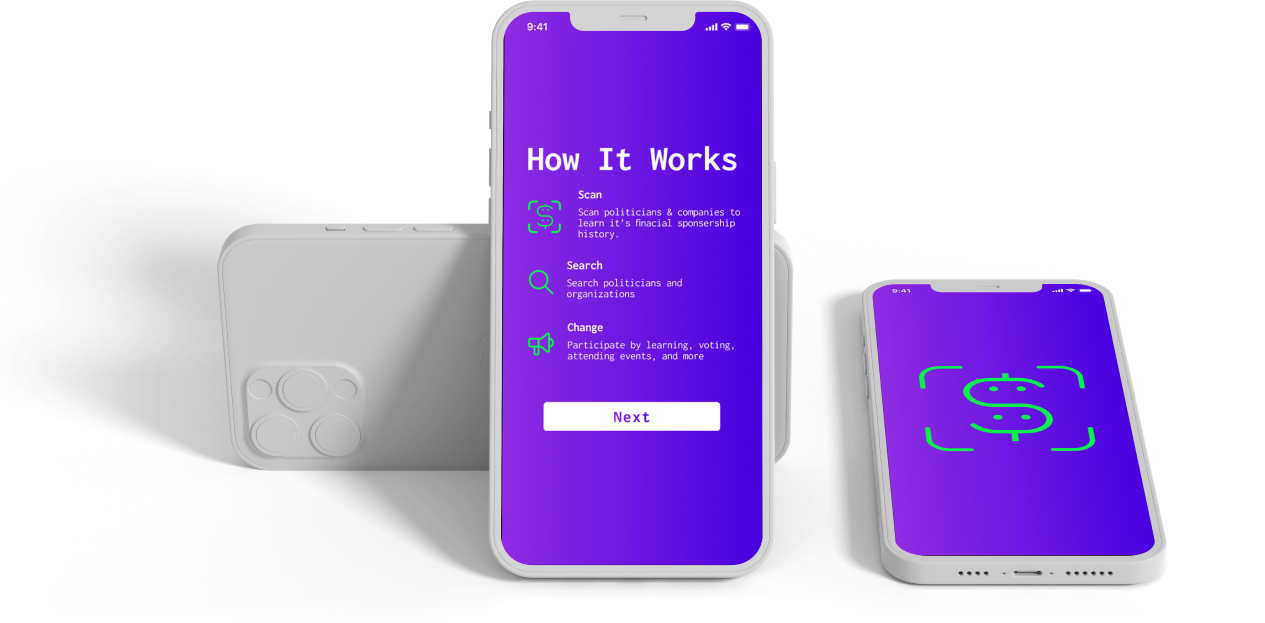 9:41
How It Works
Scan
Scan politicians & companies to
learn it's finacial sponsership
history.
Search
Search politicians and
organizations
Change
Participate by learning, voting,
attending events, and more
Next
9:41